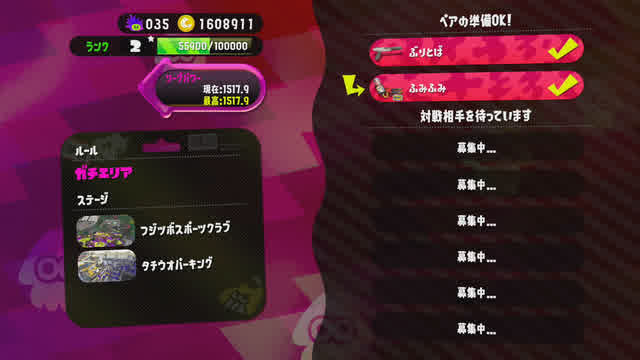 035 1608911
ランク 2 55400/100000
リーグパワー
現在:1517.9
最高:1517.9
ルール
ガチエリア
ステージ
フジツボスポーツクラブ
タチウオパーキング
ペアの準備OK!
ぷりとぱ
ふみふみ
対戦相手を待っています
募集中…
募集中…
募集中…
募集中…
募集中…
募集中…